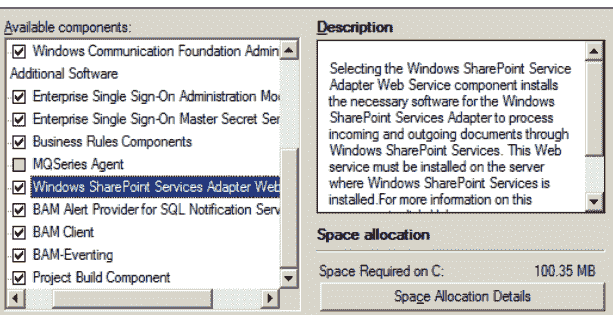 Available components:
Windows Communication Foundation Admin
Additional Software
Enterprise Single Sign-On Administration Mo
Enterprise Single Sign-On Master Secret Ser
Business Rules Components
MQSeries Agent
Windows SharePoint Services Adapter Web
BAM Alert Provider for SQL Notification Serv
BAM Client
BAM-Eventing
Project Build Component
Description
Selecting the Windows SharePoint Service
Adapter Web Service component installs
the necessary software for the Windows
SharePoint Services Adapter to process
incoming and outgoing documents through
Windows SharePoint Services. This Web
service must be installed on the server
where Windows SharePoint Services is
installed.For more information on this
Space allocation
Space Required on C: 100.35 MB
Space Allocation Details